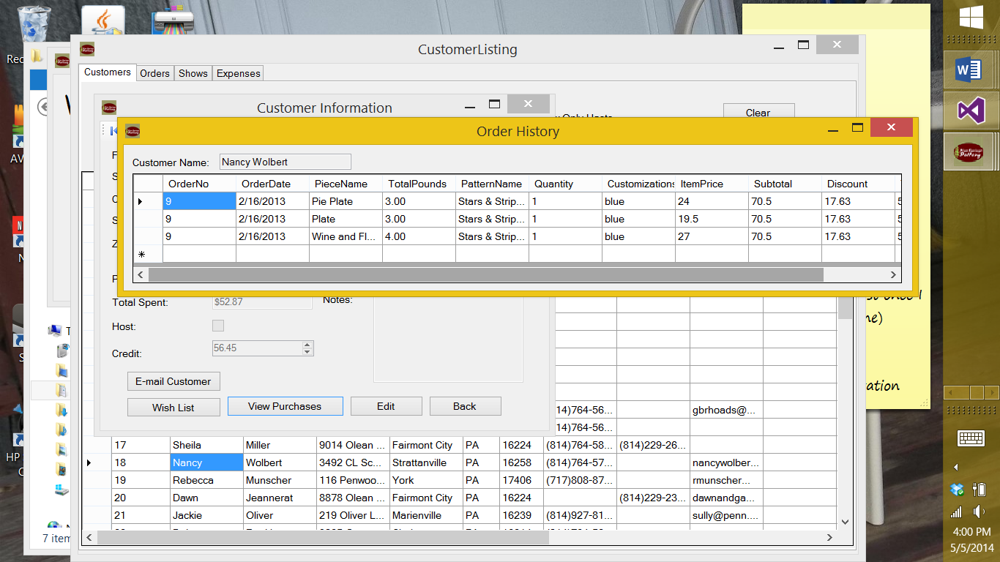 Rec
CustomerListing
Customers Orders Shows Expenses
Customer Information
Clear
Order History
Customer Name: Nancy Wolbert
OrderNo OrderDate PieceName TotalPounds PatternName Quantity Customizations ItemPrice Subtotal Discount
9 2/16/2013 Pie Plate 3.00 Stars & Strip... 1 blue 24 70.5 17.63 5
9 2/16/2013 Plate 3.00 Stars & Strip... 1 blue 19.5 70.5 17.63 5
9 2/16/2013 Wine and Fl... 4.00 Stars & Strip... 1 blue 27 70.5 17.63 5
AV
Total Spent: $52.87 Notes:
Host:
Credit: 56.45
E-mail Customer
Wish List View Purchases Edit Back
14)764-56... gbrhoads@...
14)764-56...
17 Sheila Miller 9014 Olean ... Fairmont City PA 16224 (814)764-58... (814)229-26...
18 Nancy Wolbert 3492 CL Sc... Strattanville PA 16258 (814)764-57... nancywolber...
19 Rebecca Munscher 116 Penwoo... York PA 17406 (717)808-87... rmunscher...
20 Dawn Jeannerat 8878 Olean ... Fairmont City PA 16224 (814)229-23... dawnandga...
21 Jackie Oliver 219 Oliver L... Marienville PA 16239 (814)927-81... sully@penn....
HP
7 item
4:00 PM
5/5/2014